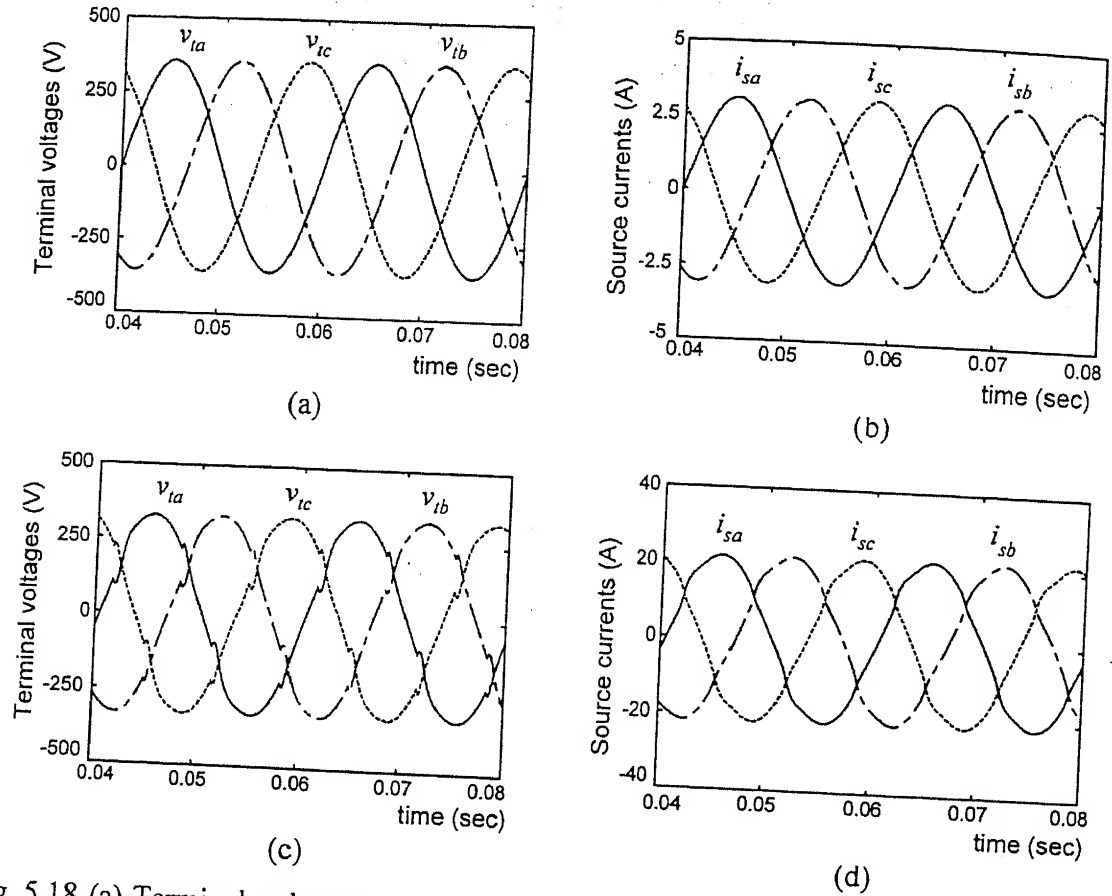 500
250
0
-250
-500
Terminal voltages (V)
v_ta
v_tc
v_tb
0.04
0.05
0.06
0.07
0.08
time (sec)
(a)
5
2.5
0
-2.5
-5
Source currents (A)
i_sa
i_sc
i_sb
0.04
0.05
0.06
0.07
0.08
time (sec)
(b)
500
250
0
-250
-500
Terminal voltages (V)
v_ta
v_tc
v_tb
0.04
0.05
0.06
0.07
0.08
time (sec)
(c)
40
20
0
-20
-40
Source currents (A)
i_sa
i_sc
i_sb
0.04
0.05
0.06
0.07
0.08
time (sec)
(d)
5.18 (a)